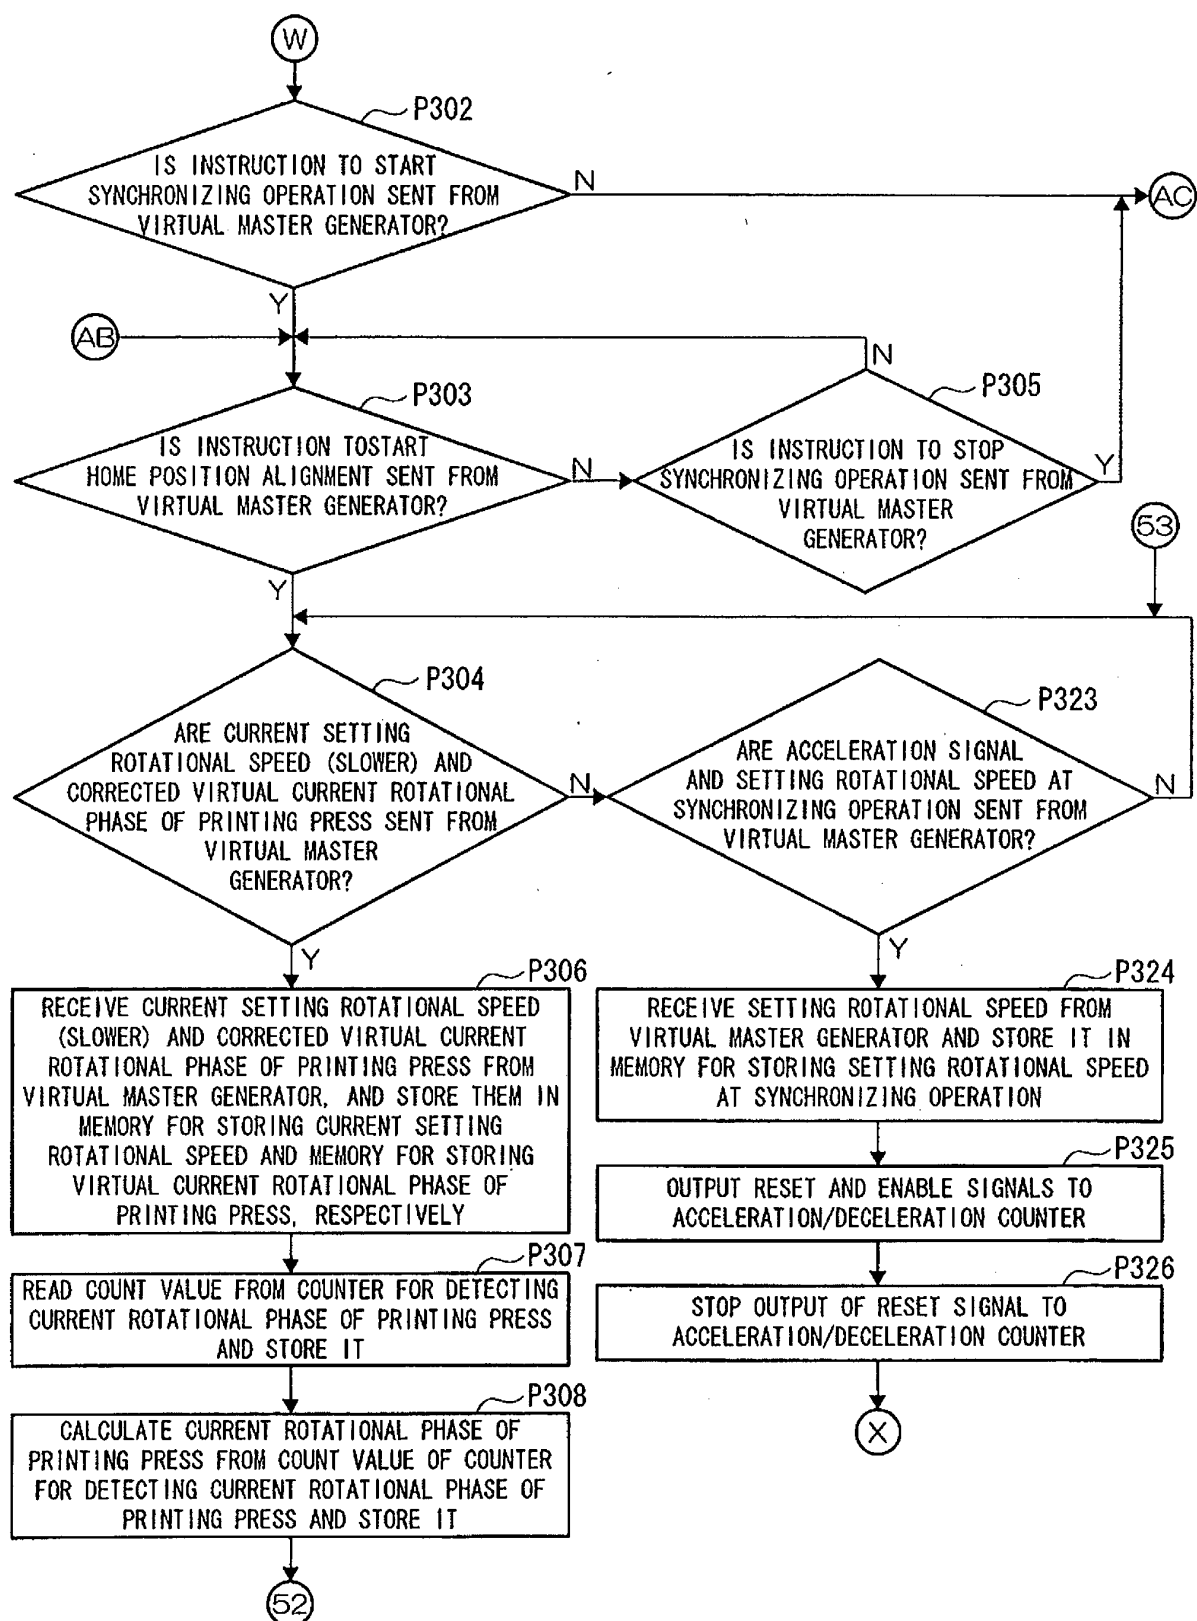 W
P302
IS INSTRUCTION TO START
SYNCHRONIZING OPERATION SENT FROM
VIRTUAL MASTER GENERATOR?
N
AC
Y
AB
N
P303
P305
IS INSTRUCTION TOSTART
HOME POSITION ALIGNMENT SENT FROM
VIRTUAL MASTER GENERATOR?
N
IS INSTRUCTION TO STOP
SYNCHRONIZING OPERATION SENT FROM
VIRTUAL MASTER
GENERATOR?
Y
53
Y
P304
ARE CURRENT SETTING
ROTATIONAL SPEED (SLOWER) AND
CORRECTED VIRTUAL CURRENT ROTATIONAL
PHASE OF PRINTING PRESS SENT FROM
VIRTUAL MASTER
GENERATOR?
N
P323
ARE ACCELERATION SIGNAL
AND SETTING ROTATIONAL SPEED AT
SYNCHRONIZING OPERATION SENT FROM
VIRTUAL MASTER GENERATOR?
N
Y
Y
P306
RECEIVE CURRENT SETTING ROTATIONAL SPEED
(SLOWER) AND CORRECTED VIRTUAL CURRENT
ROTATIONAL PHASE OF PRINTING PRESS FROM
VIRTUAL MASTER GENERATOR, AND STORE THEM IN
MEMORY FOR STORING CURRENT SETTING
ROTATIONAL SPEED AND MEMORY FOR STORING
VIRTUAL CURRENT ROTATIONAL PHASE OF
PRINTING PRESS, RESPECTIVELY
P324
RECEIVE SETTING ROTATIONAL SPEED FROM
VIRTUAL MASTER GENERATOR AND STORE IT IN
MEMORY FOR STORING SETTING ROTATIONAL SPEED
AT SYNCHRONIZING OPERATION
P325
OUTPUT RESET AND ENABLE SIGNALS TO
ACCELERATION/DECELERATION COUNTER
P307
READ COUNT VALUE FROM COUNTER FOR DETECTING
CURRENT ROTATIONAL PHASE OF PRINTING PRESS
AND STORE IT
P326
STOP OUTPUT OF RESET SIGNAL TO
ACCELERATION/DECELERATION COUNTER
P308
CALCULATE CURRENT ROTATIONAL PHASE OF
PRINTING PRESS FROM COUNT VALUE OF COUNTER
FOR DETECTING CURRENT ROTATIONAL PHASE OF
PRINTING PRESS AND STORE IT
X
52